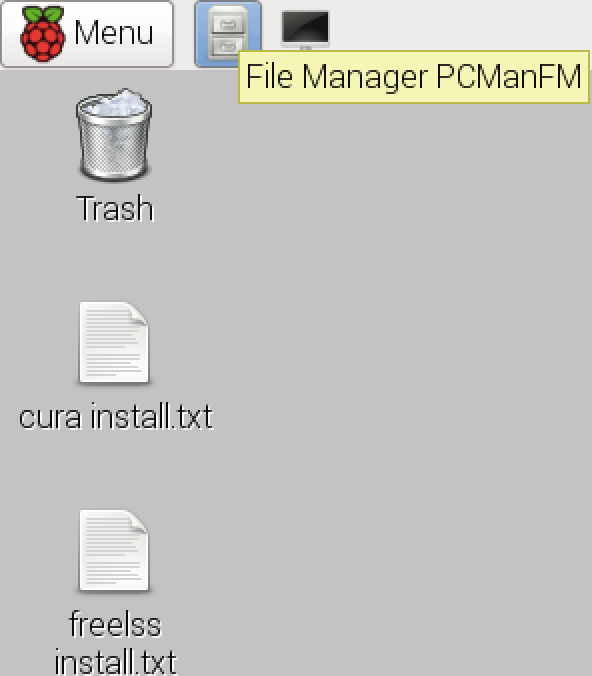 Menu
File Manager PCManFM
Trash
cura install.txt
freelss
install.txt